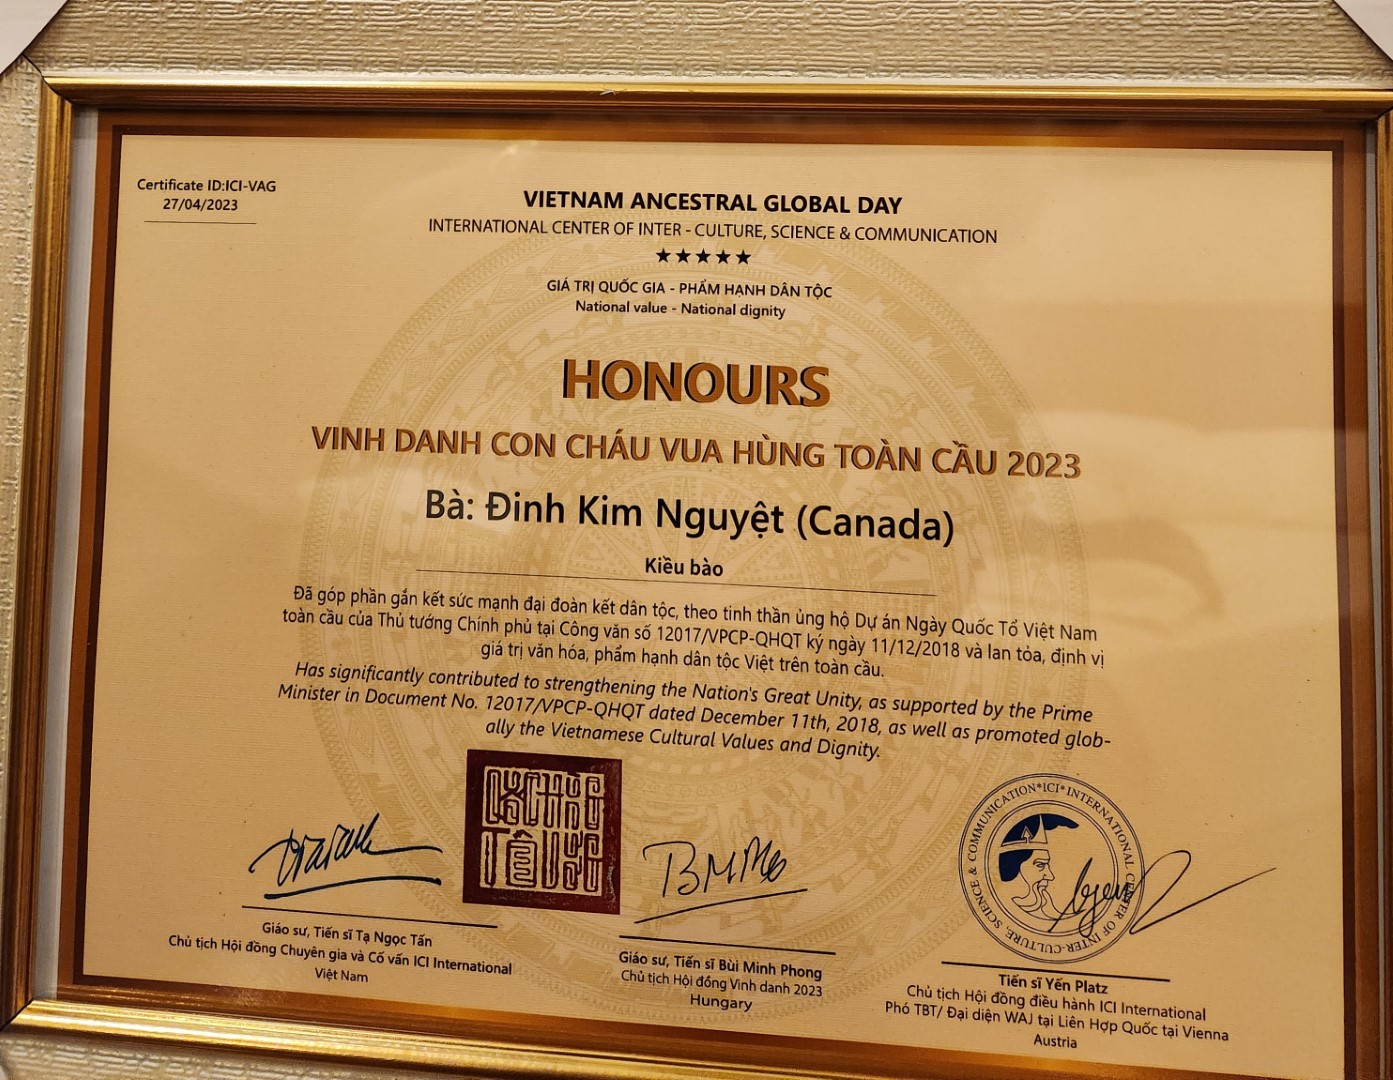 Certificate ID:ICI-VAG
27/04/2023
VIETNAM ANCESTRAL GLOBAL DAY
INTERNATIONAL CENTER OF INTER - CULTURE, SCIENCE & COMMUNICATION
★★★★★
GIÁ TRỊ QUỐC GIA - PHẨM HẠNH DÂN TỘC
National value - National dignity
HONOURS
VINH DANH CON CHÁU VUA HÙNG TOÀN CẦU 2023
Bà: Đinh Kim Nguyệt (Canada)
Kiều bào
Đã góp phần gắn kết sức mạnh đại đoàn kết dân tộc, theo tinh thần ủng hộ Dự án Ngày Quốc Tổ Việt Nam
toàn cầu của Thủ tướng Chính phủ tại Công văn số 12017/VPCP-QHQT ký ngày 11/12/2018 và lan tỏa, định vị
giá trị văn hóa, phẩm hạnh dân tộc Việt trên toàn cầu.
Has significantly contributed to strengthening the Nation's Great Unity, as supported by the Prime
Minister in Document No. 12017/VPCP-QHQT dated December 11th, 2018, as well as promoted glob-
ally the Vietnamese Cultural Values and Dignity.
INTERNATIONAL CENTER OF INTER-CULTURE, SCIENCE & COMMUNICATION*ICI*
Giáo sư, Tiến sĩ Tạ Ngọc Tấn
Chủ tịch Hội đồng Chuyên gia và Cố vấn ICI International
Việt Nam
Giáo sư, Tiến sĩ Bùi Minh Phong
Chủ tịch Hội đồng Vinh danh 2023
Hungary
Tiến sĩ Yến Platz
Chủ tịch Hội đồng điều hành ICI International
Phó TBT/ Đại diện WAJ tại Liên Hợp Quốc tại Vienna
Austria